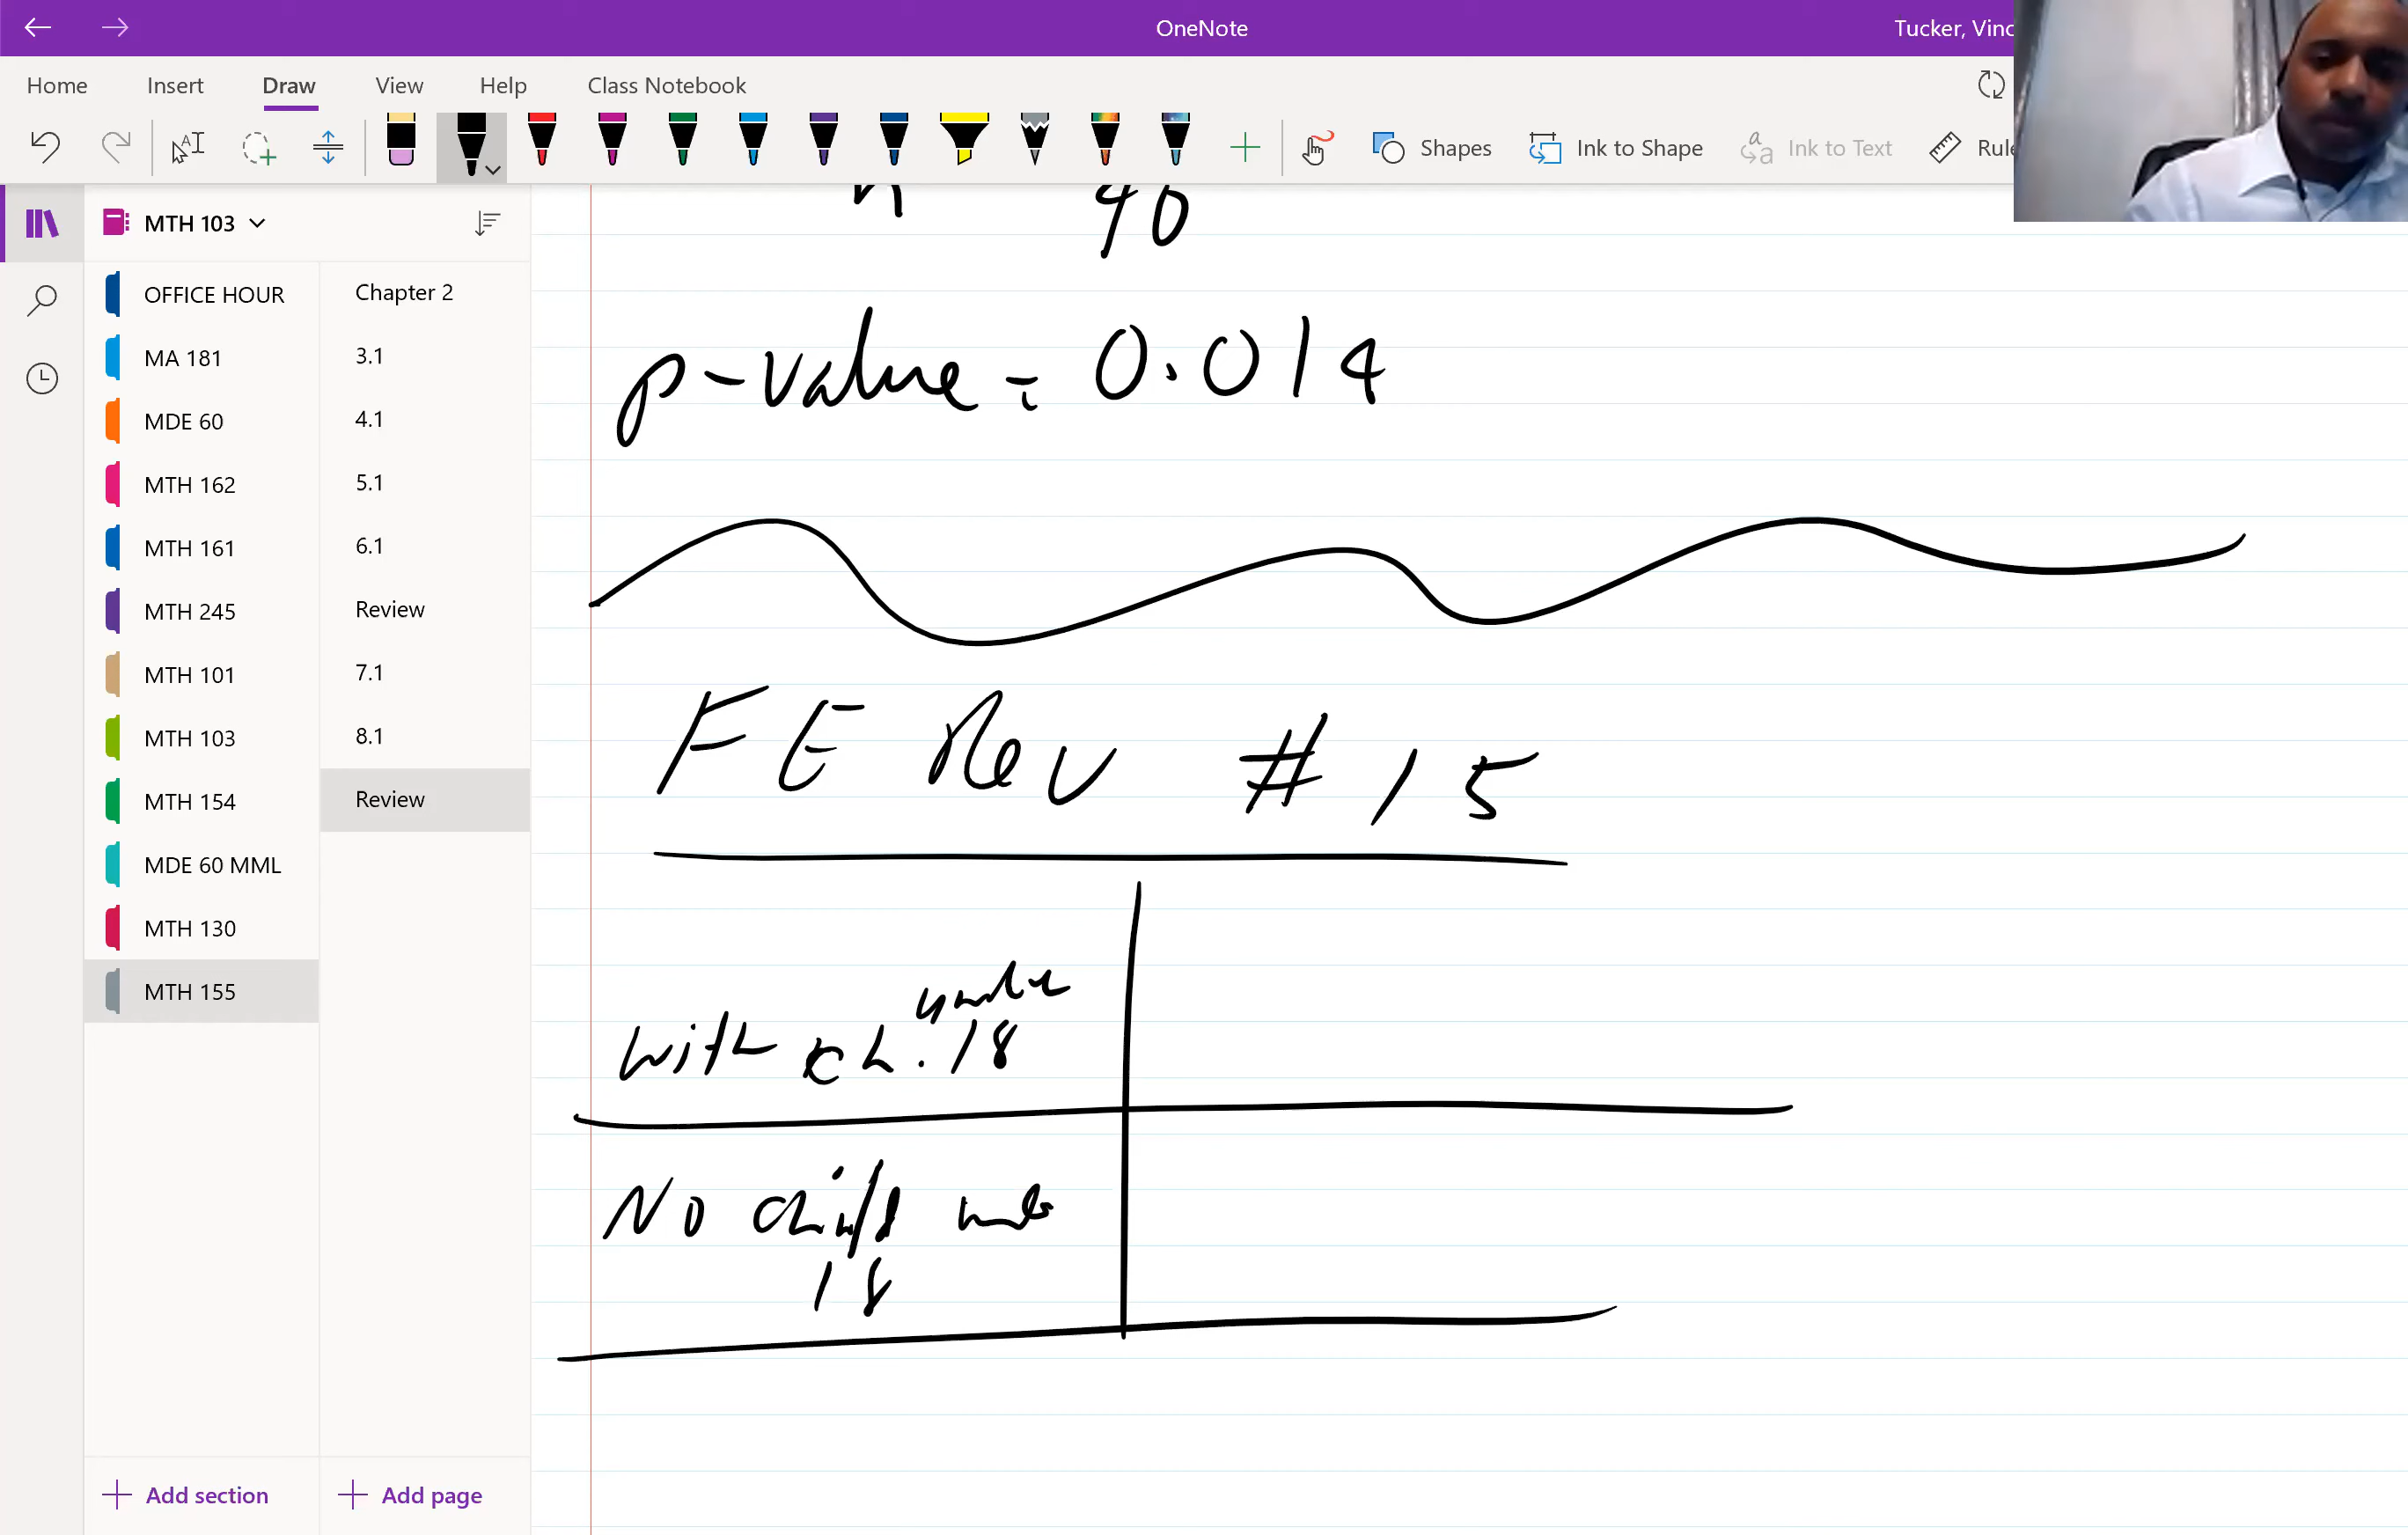 OneNote
Tucker, Vinc
Home Insert Draw View Help Class Notebook
Shapes Ink to Shape Ink to Text Rule
MTH 103
OFFICE HOUR
MA 181
MDE 60
MTH 162
MTH 161
MTH 245
MTH 101
MTH 103
MTH 154
MDE 60 MML
MTH 130
MTH 155
Add section
Chapter 2
3.1
4.1
5.1
6.1
Review
7.1
8.1
Review
Add page
n 40
p-value = 0.014
FE Rev #15
under
with ch. 18
No child
18